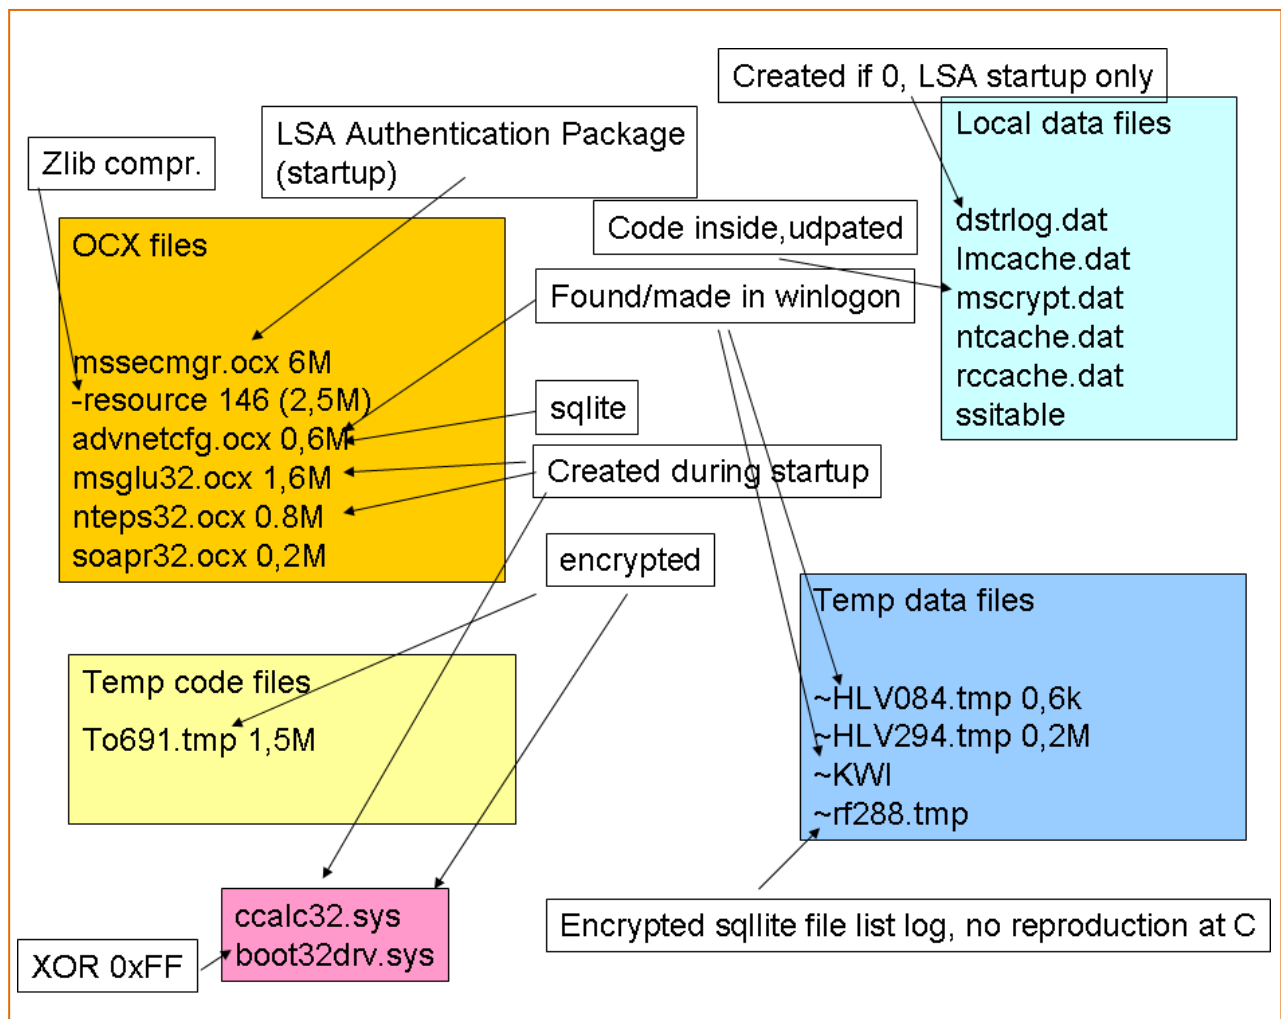 Created if 0, LSA startup only
LSA Authentication Package
(startup)
Zlib compr.
Local data files
dstrlog.dat
lmcache.dat
mscrypt.dat
ntcache.dat
rccache.dat
ssitable
Code inside,udpated
OCX files
mssecmgr.ocx 6M
-resource 146 (2,5M)
advnetcfg.ocx 0,6M
msglu32.ocx 1,6M
nteps32.ocx 0.8M
soapr32.ocx 0,2M
Found/made in winlogon
sqlite
Created during startup
encrypted
Temp data files
~HLV084.tmp 0,6k
~HLV294.tmp 0,2M
~KWI
~rf288.tmp
Temp code files
To691.tmp 1,5M
ccalc32.sys
boot32drv.sys
XOR 0xFF
Encrypted sqllite file list log, no reproduction at C